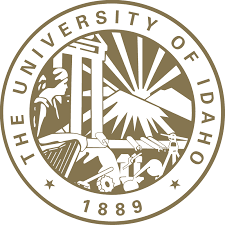 THE UNIVERSITY OF IDAHO
1889